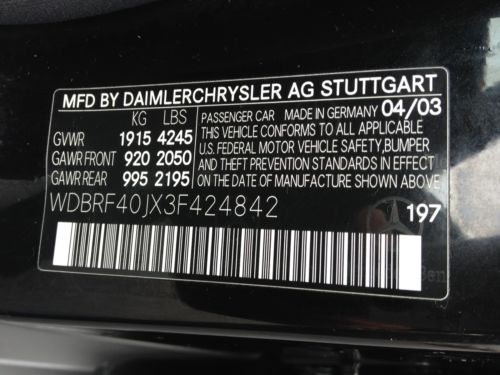 MFD BY DAIMLERCHRYSLER AG STUTTGART
KG LBS
GVWR 1915 4245
GAWR FRONT 920 2050
GAWR REAR 995 2195
PASSENGER CAR MADE IN GERMANY 04/03
THIS VEHICLE CONFORMS TO ALL APPLICABLE
U.S. FEDERAL MOTOR VEHICLE SAFETY,BUMPER
AND THEFT PREVENTION STANDARDS IN EFFECT
ON THE DATE OF MANUFACTURE SHOWN ABOVE.
WDBRF40JX3F424842
197